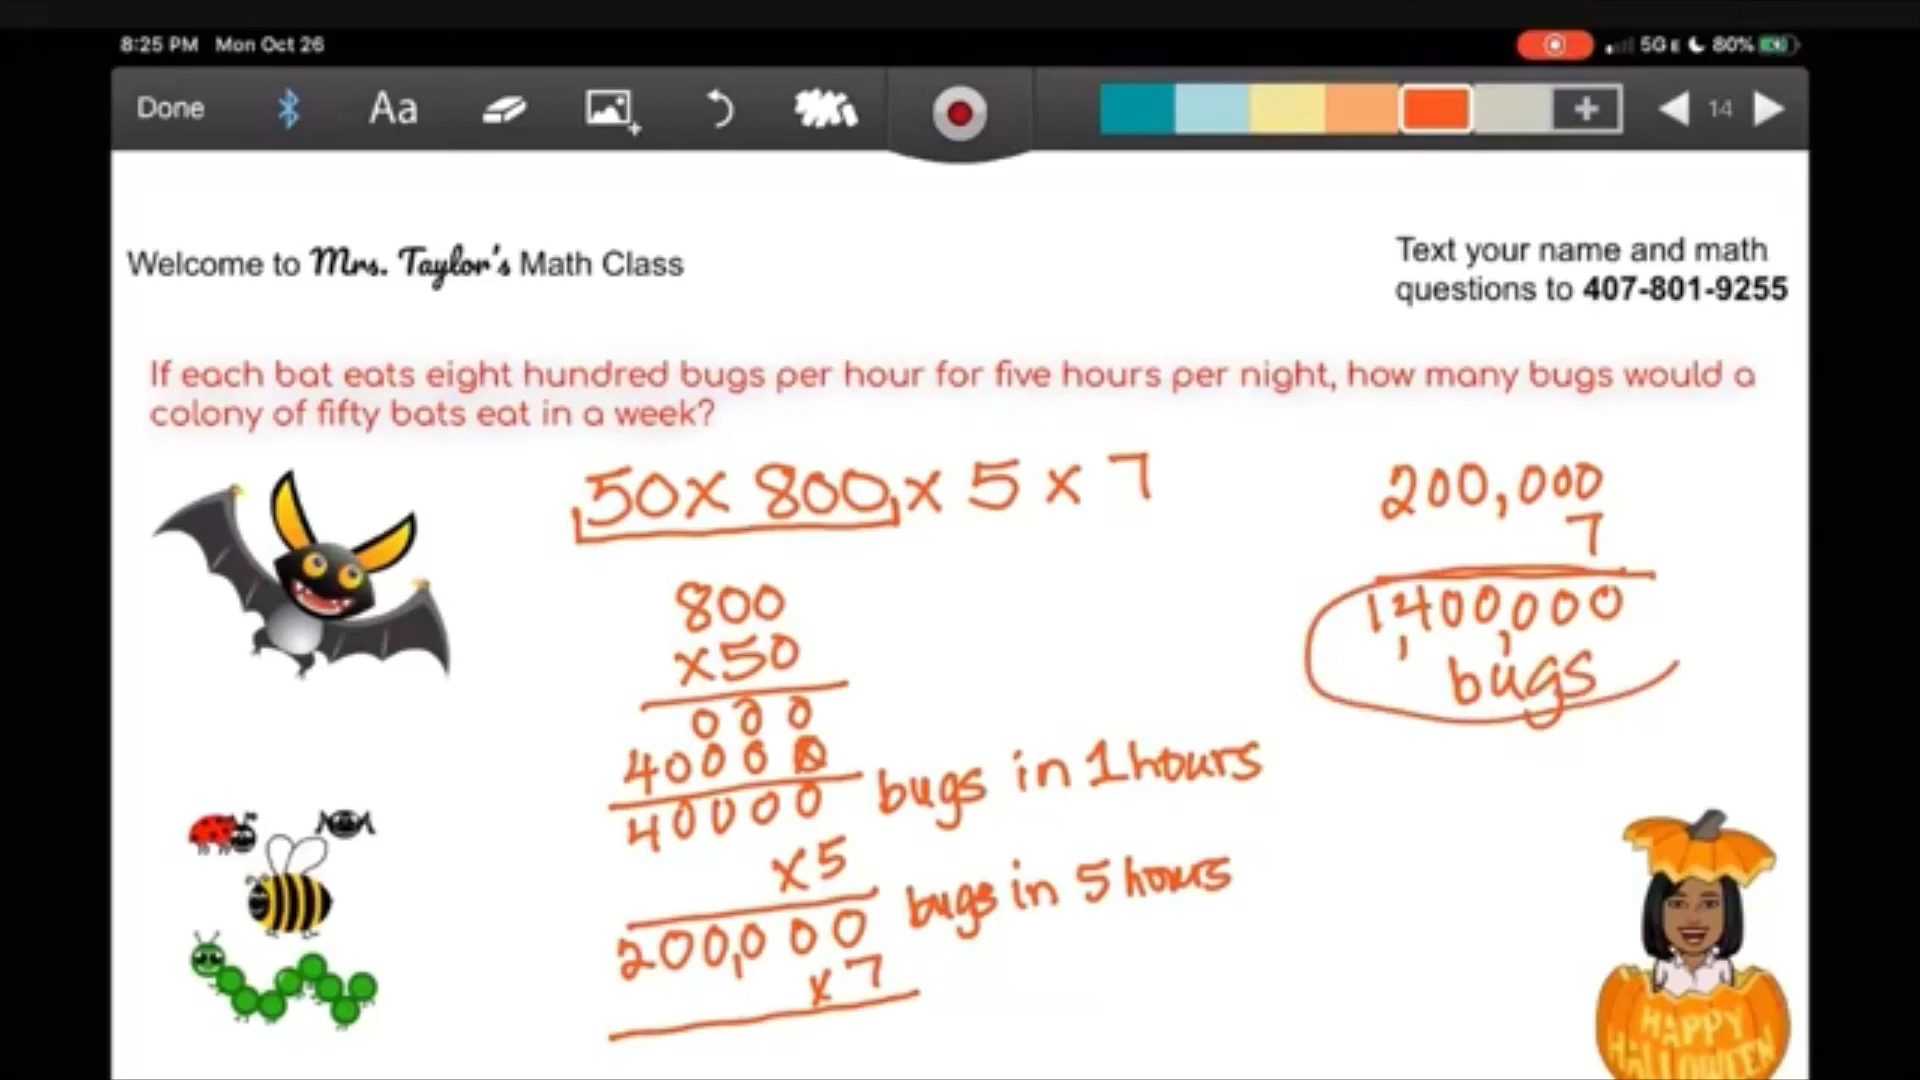 8:25 PM Mon Oct 26
5G E 80%
Done Aa 14
Welcome to Mrs. Taylor's Math Class
Text your name and math
questions to 407-801-9255
If each bat eats eight hundred bugs per hour for five hours per night, how many bugs would a
colony of fifty bats eat in a week?
50 x 800 x 5 x 7
800
x50
000
40000
40000 bugs in 1 hours
x5
200,000 bugs in 5 hours
x7
200,000
7
1,400,000
bugs
HAPPY
HALLOWEEN